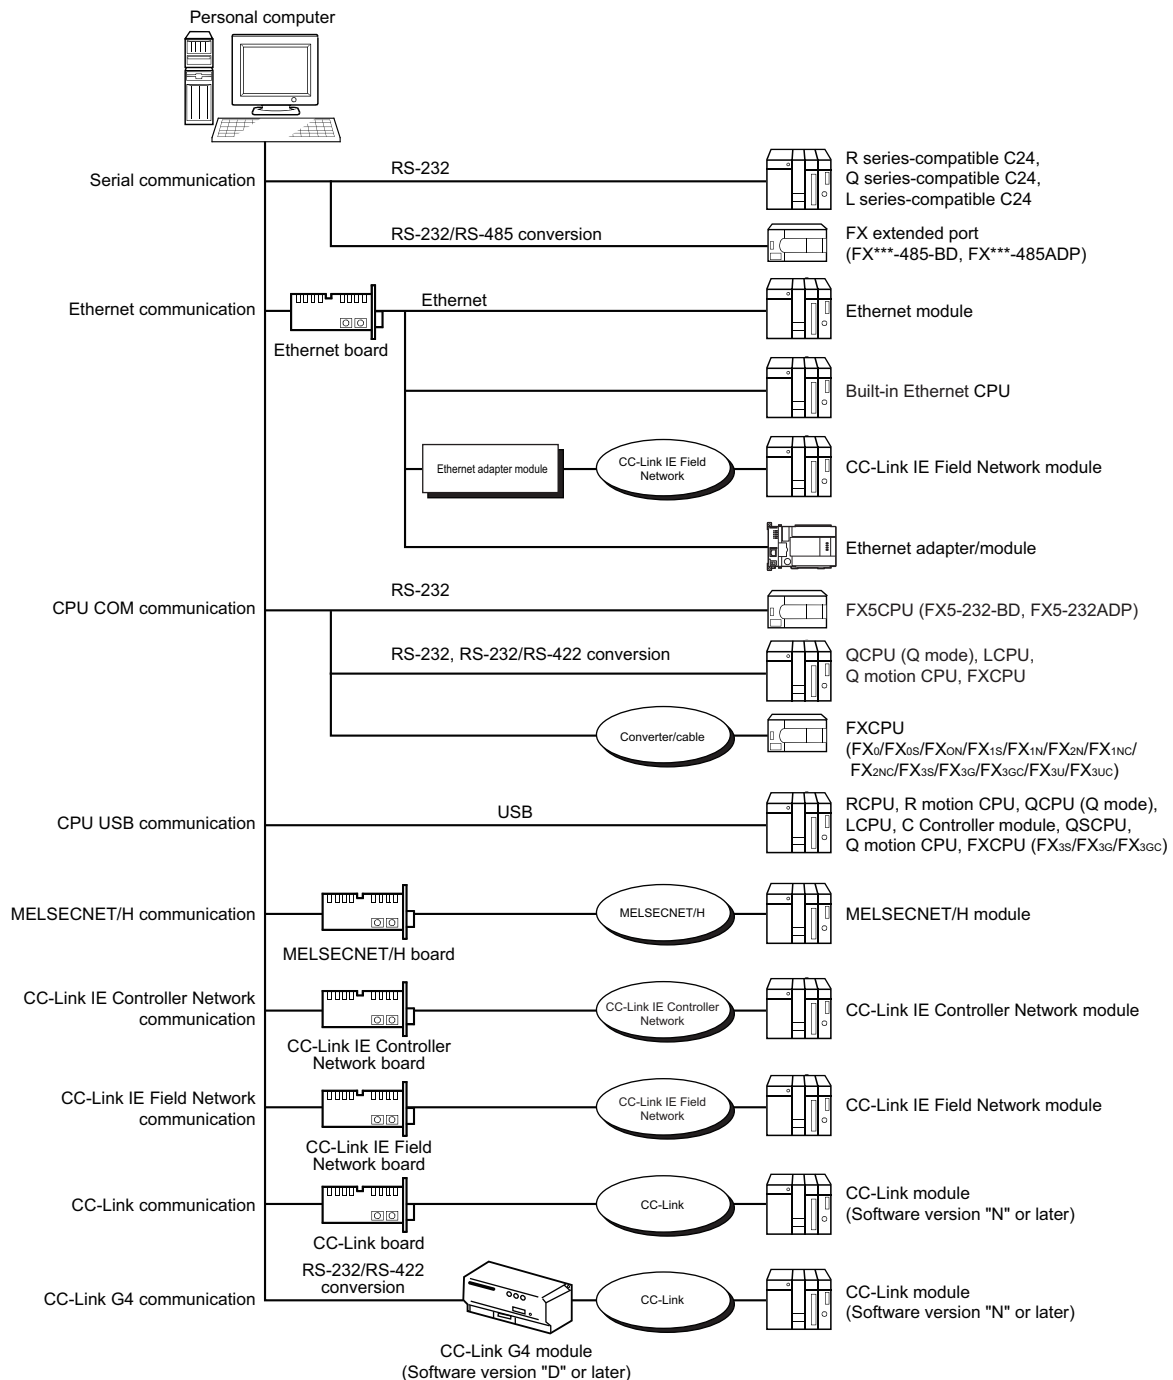 Personal computer
Serial communication
RS-232
R series-compatible C24,
Q series-compatible C24,
L series-compatible C24
RS-232/RS-485 conversion
FX extended port
(FX***-485-BD, FX***-485ADP)
Ethernet communication
Ethernet board
Ethernet
Ethernet module
Built-in Ethernet CPU
Ethernet adapter module
CC-Link IE Field
Network
CC-Link IE Field Network module
Ethernet adapter/module
CPU COM communication
RS-232
FX5CPU (FX5-232-BD, FX5-232ADP)
RS-232, RS-232/RS-422 conversion
QCPU (Q mode), LCPU,
Q motion CPU, FXCPU
Converter/cable
FXCPU
(FX0/FX0S/FXON/FX1S/FX1N/FX2N/FX1NC/
FX2NC/FX3S/FX3G/FX3GC/FX3U/FX3UC)
CPU USB communication
USB
RCPU, R motion CPU, QCPU (Q mode),
LCPU, C Controller module, QSCPU,
Q motion CPU, FXCPU (FX3S/FX3G/FX3GC)
MELSECNET/H communication
MELSECNET/H board
MELSECNET/H
MELSECNET/H module
CC-Link IE Controller Network
communication
CC-Link IE Controller
Network board
CC-Link IE Controller
Network
CC-Link IE Controller Network module
CC-Link IE Field Network
communication
CC-Link IE Field
Network board
CC-Link IE Field
Network
CC-Link IE Field Network module
CC-Link communication
CC-Link board
CC-Link
CC-Link module
(Software version "N" or later)
CC-Link G4 communication
RS-232/RS-422
conversion
CC-Link G4 module
(Software version "D" or later)
CC-Link
CC-Link module
(Software version "N" or later)